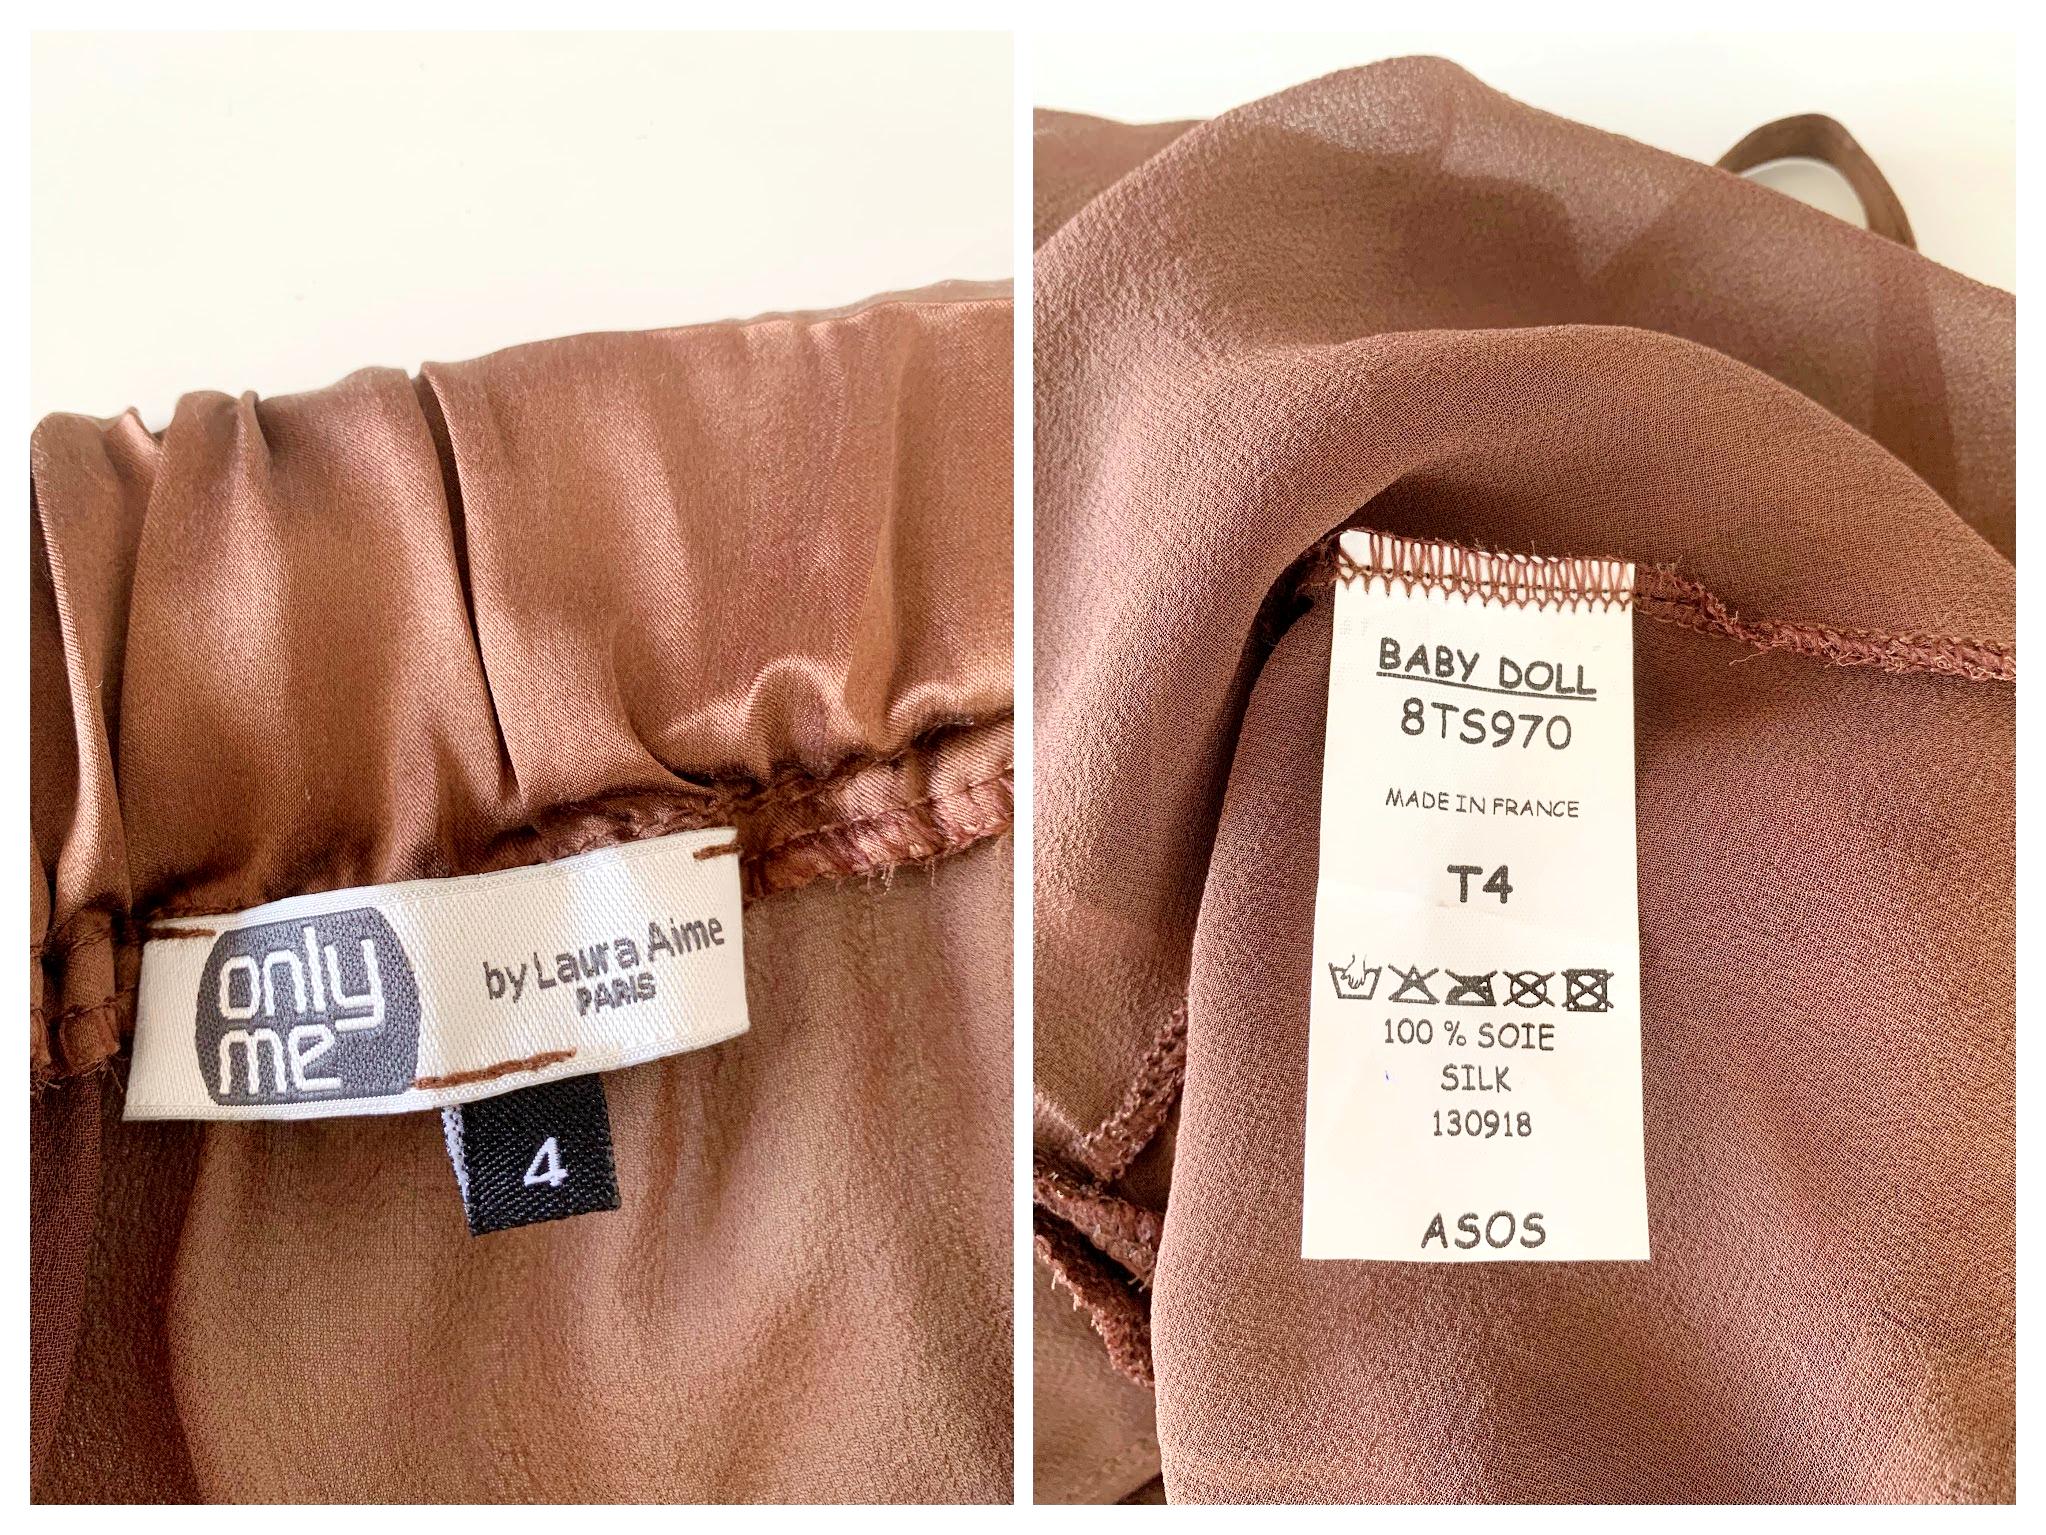 only
me
by Laura Aime
PARIS
4
BABY DOLL
8TS970
MADE IN FRANCE
T4
100 % SOIE
SILK
130918
ASOS